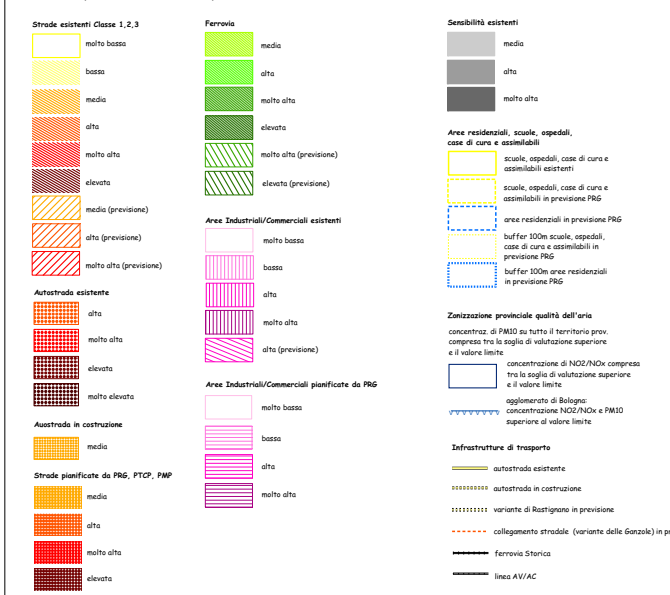 Strade esistenti Classe 1,2,3
molto bassa
bassa
media
alta
molto alta
elevata
media (previsione)
alta (previsione)
molto alta (previsione)
Autostrada esistente
alta
molto alta
elevata
molto elevata
Auostrada in costruzione
media
Strade pianificate da PRG, PTCP, PMP
media
alta
molto alta
elevata
Ferrovia
media
alta
molto alta
elevata
molto alta (previsione)
elevata (previsione)
Aree Industriali/Commerciali esistenti
molto bassa
bassa
alta
molto alta
alta (previsione)
Aree Industriali/Commerciali pianificate da PRG
molto bassa
bassa
alta
molto alta
Sensibilità esistenti
media
alta
molto alta
Aree residenziali, scuole, ospedali,
case di cura e assimilabili
scuole, ospedali, case di cura e
assimilabili esistenti
scuole, ospedali, case di cura e
assimilabili in previsione PRG
aree residenziali in previsione PRG
buffer 100m scuole, ospedali,
case di cura e assimilabili in
previsione PRG
buffer 100m aree residenziali
in previsione PRG
Zonizzazione provinciale qualità dell'aria
concentraz. di PM10 su tutto il territorio prov.
compresa tra la soglia di valutazione superiore
e il valore limite
concentrazione di NO2/NOx compresa
tra la soglia di valutazione superiore
e il valore limite
agglomerato di Bologna:
concentrazione NO2/NOx e PM10
superiore al valore limite
Infrastrutture di trasporto
autostrada esistente
autostrada in costruzione
variante di Rastignano in previsione
collegamento stradale (variante delle Ganzole) in pr
ferrovia Storica
linea AV/AC